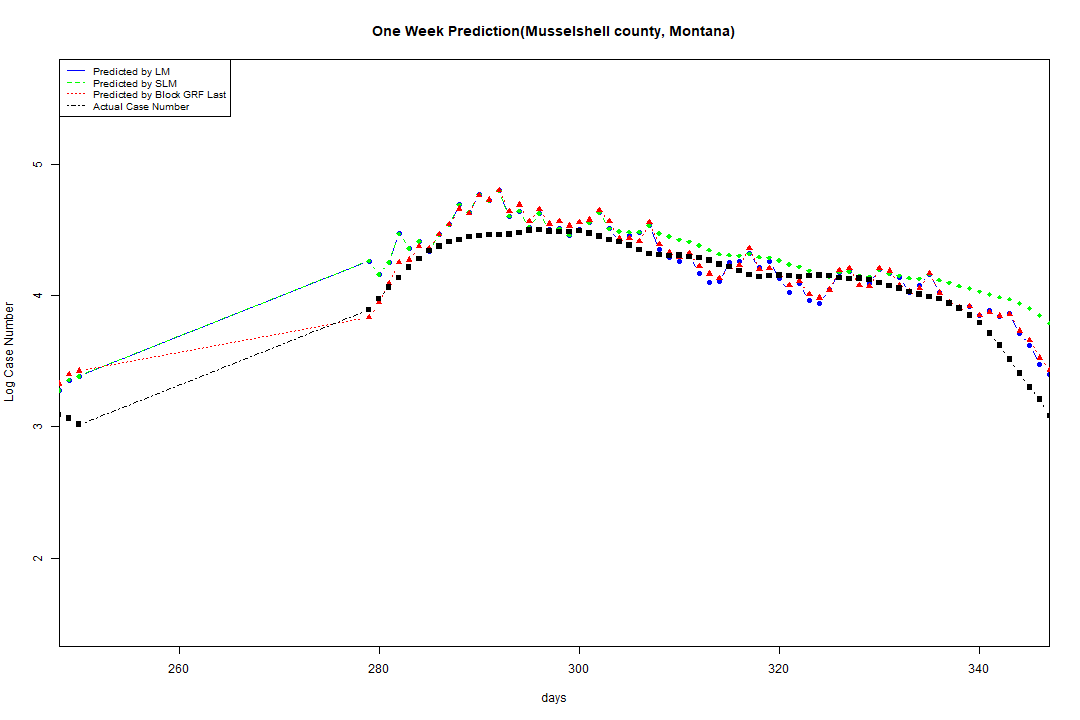 One Week Prediction(Musselshell county, Montana)
Predicted by LM
Predicted by SLM
Predicted by Block GRF Last
Actual Case Number
5
4
3
2
Log Case Number
260 280 300 320 340
days